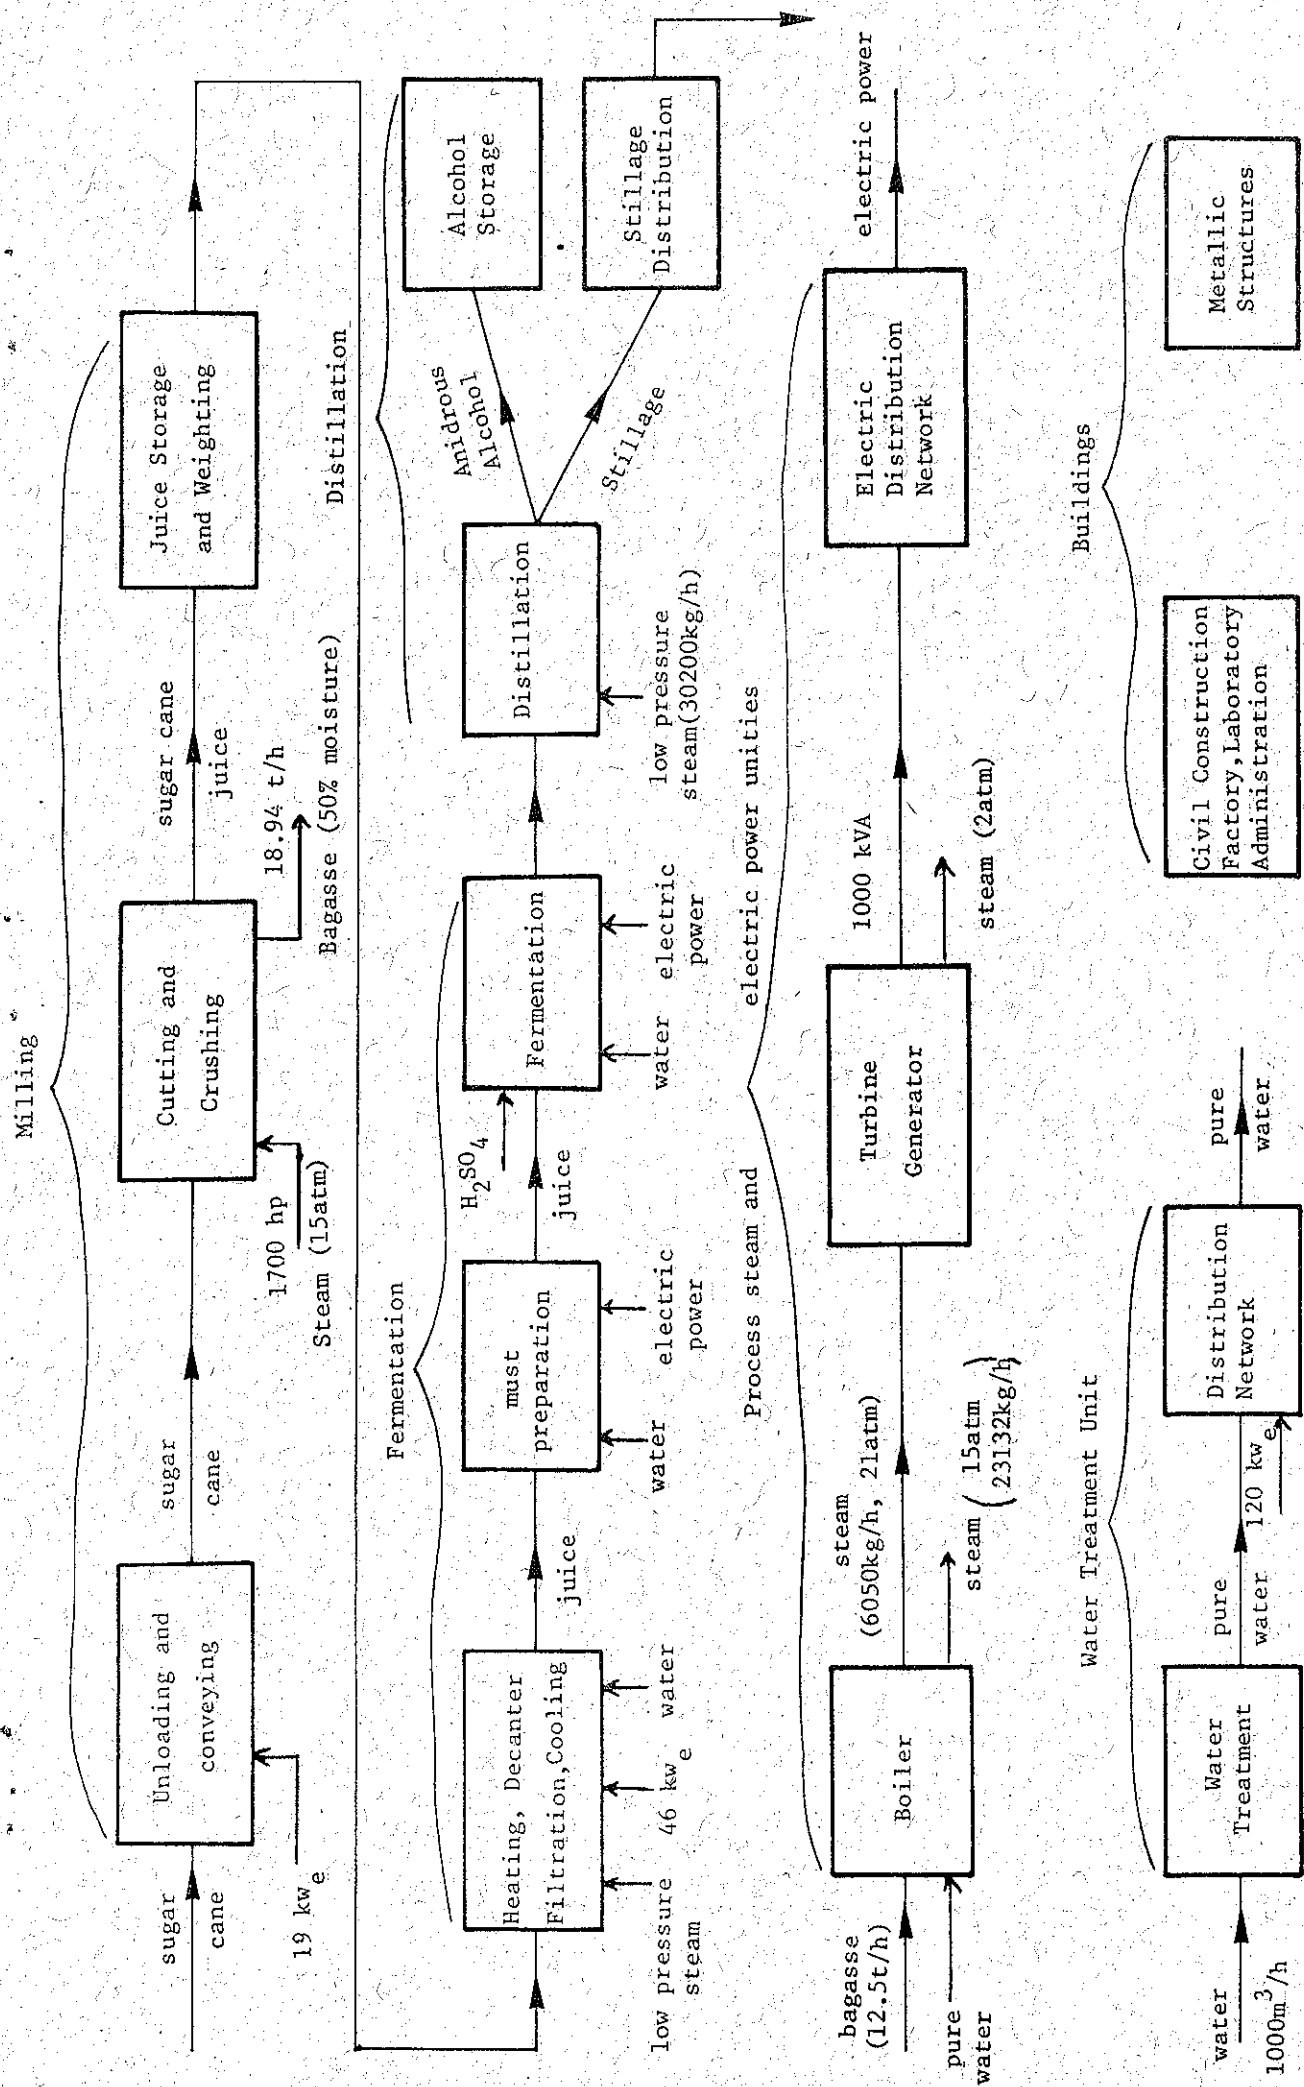 Milling
sugar
cane
Unloading and
conveying
19 kwe
sugar
cane
Cutting and
Crushing
1700 hp
Steam (15atm)
sugar cane
juice
18.94 t/h
Bagasse (50% moisture)
Juice Storage
and Weighting
Fermentation
Heating, Decanter
Filtration,Cooling
low pressure
steam
46 kwe
water
juice
must
preparation
water
electric
power
H2SO4
juice
Fermentation
water
electric
power
Distillation
Distillation
low pressure
steam(30200kg/h)
Anidrous
Alcohol
Stillage
Alcohol
Storage
Stillage
Distribution
Process steam and electric power unities
bagasse
(12.5t/h)
pure
water
Boiler
steam
(6050kg/h, 21atm)
steam (15atm
23132kg/h)
Turbine
Generator
1000 kVA
steam (2atm)
Electric
Distribution
Network
electric power
Water Treatment Unit
water
1000m³/h
Water
Treatment
pure
water
120 kwe
Distribution
Network
pure
water
Buildings
Civil Construction
Factory,Laboratory
Administration
Metallic
Structures